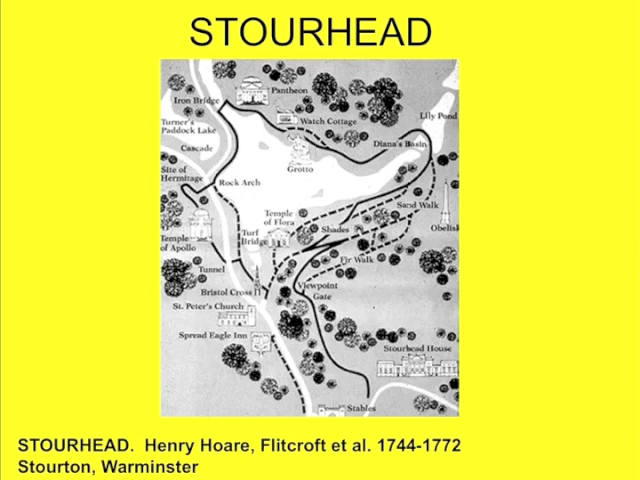 STOURHEAD
Pantheon
Iron Bridge
Lily Pond
Watch Cottage
Turner's
Paddock Lake
Diana's Basin
Cascade
Grotto
Site of
Hermitage
Rock Arch
Sand Walk
Temple
of Flora
Obelisk
Shades
Turf
Bridge
Temple
of Apollo
Fir Walk
Tunnel
Viewpoint
Gate
Bristol Cross
St. Peter's Church
Spread Eagle Inn
Stourhead House
Stables
STOURHEAD. Henry Hoare, Flitcroft et al. 1744-1772
Stourton, Warminster